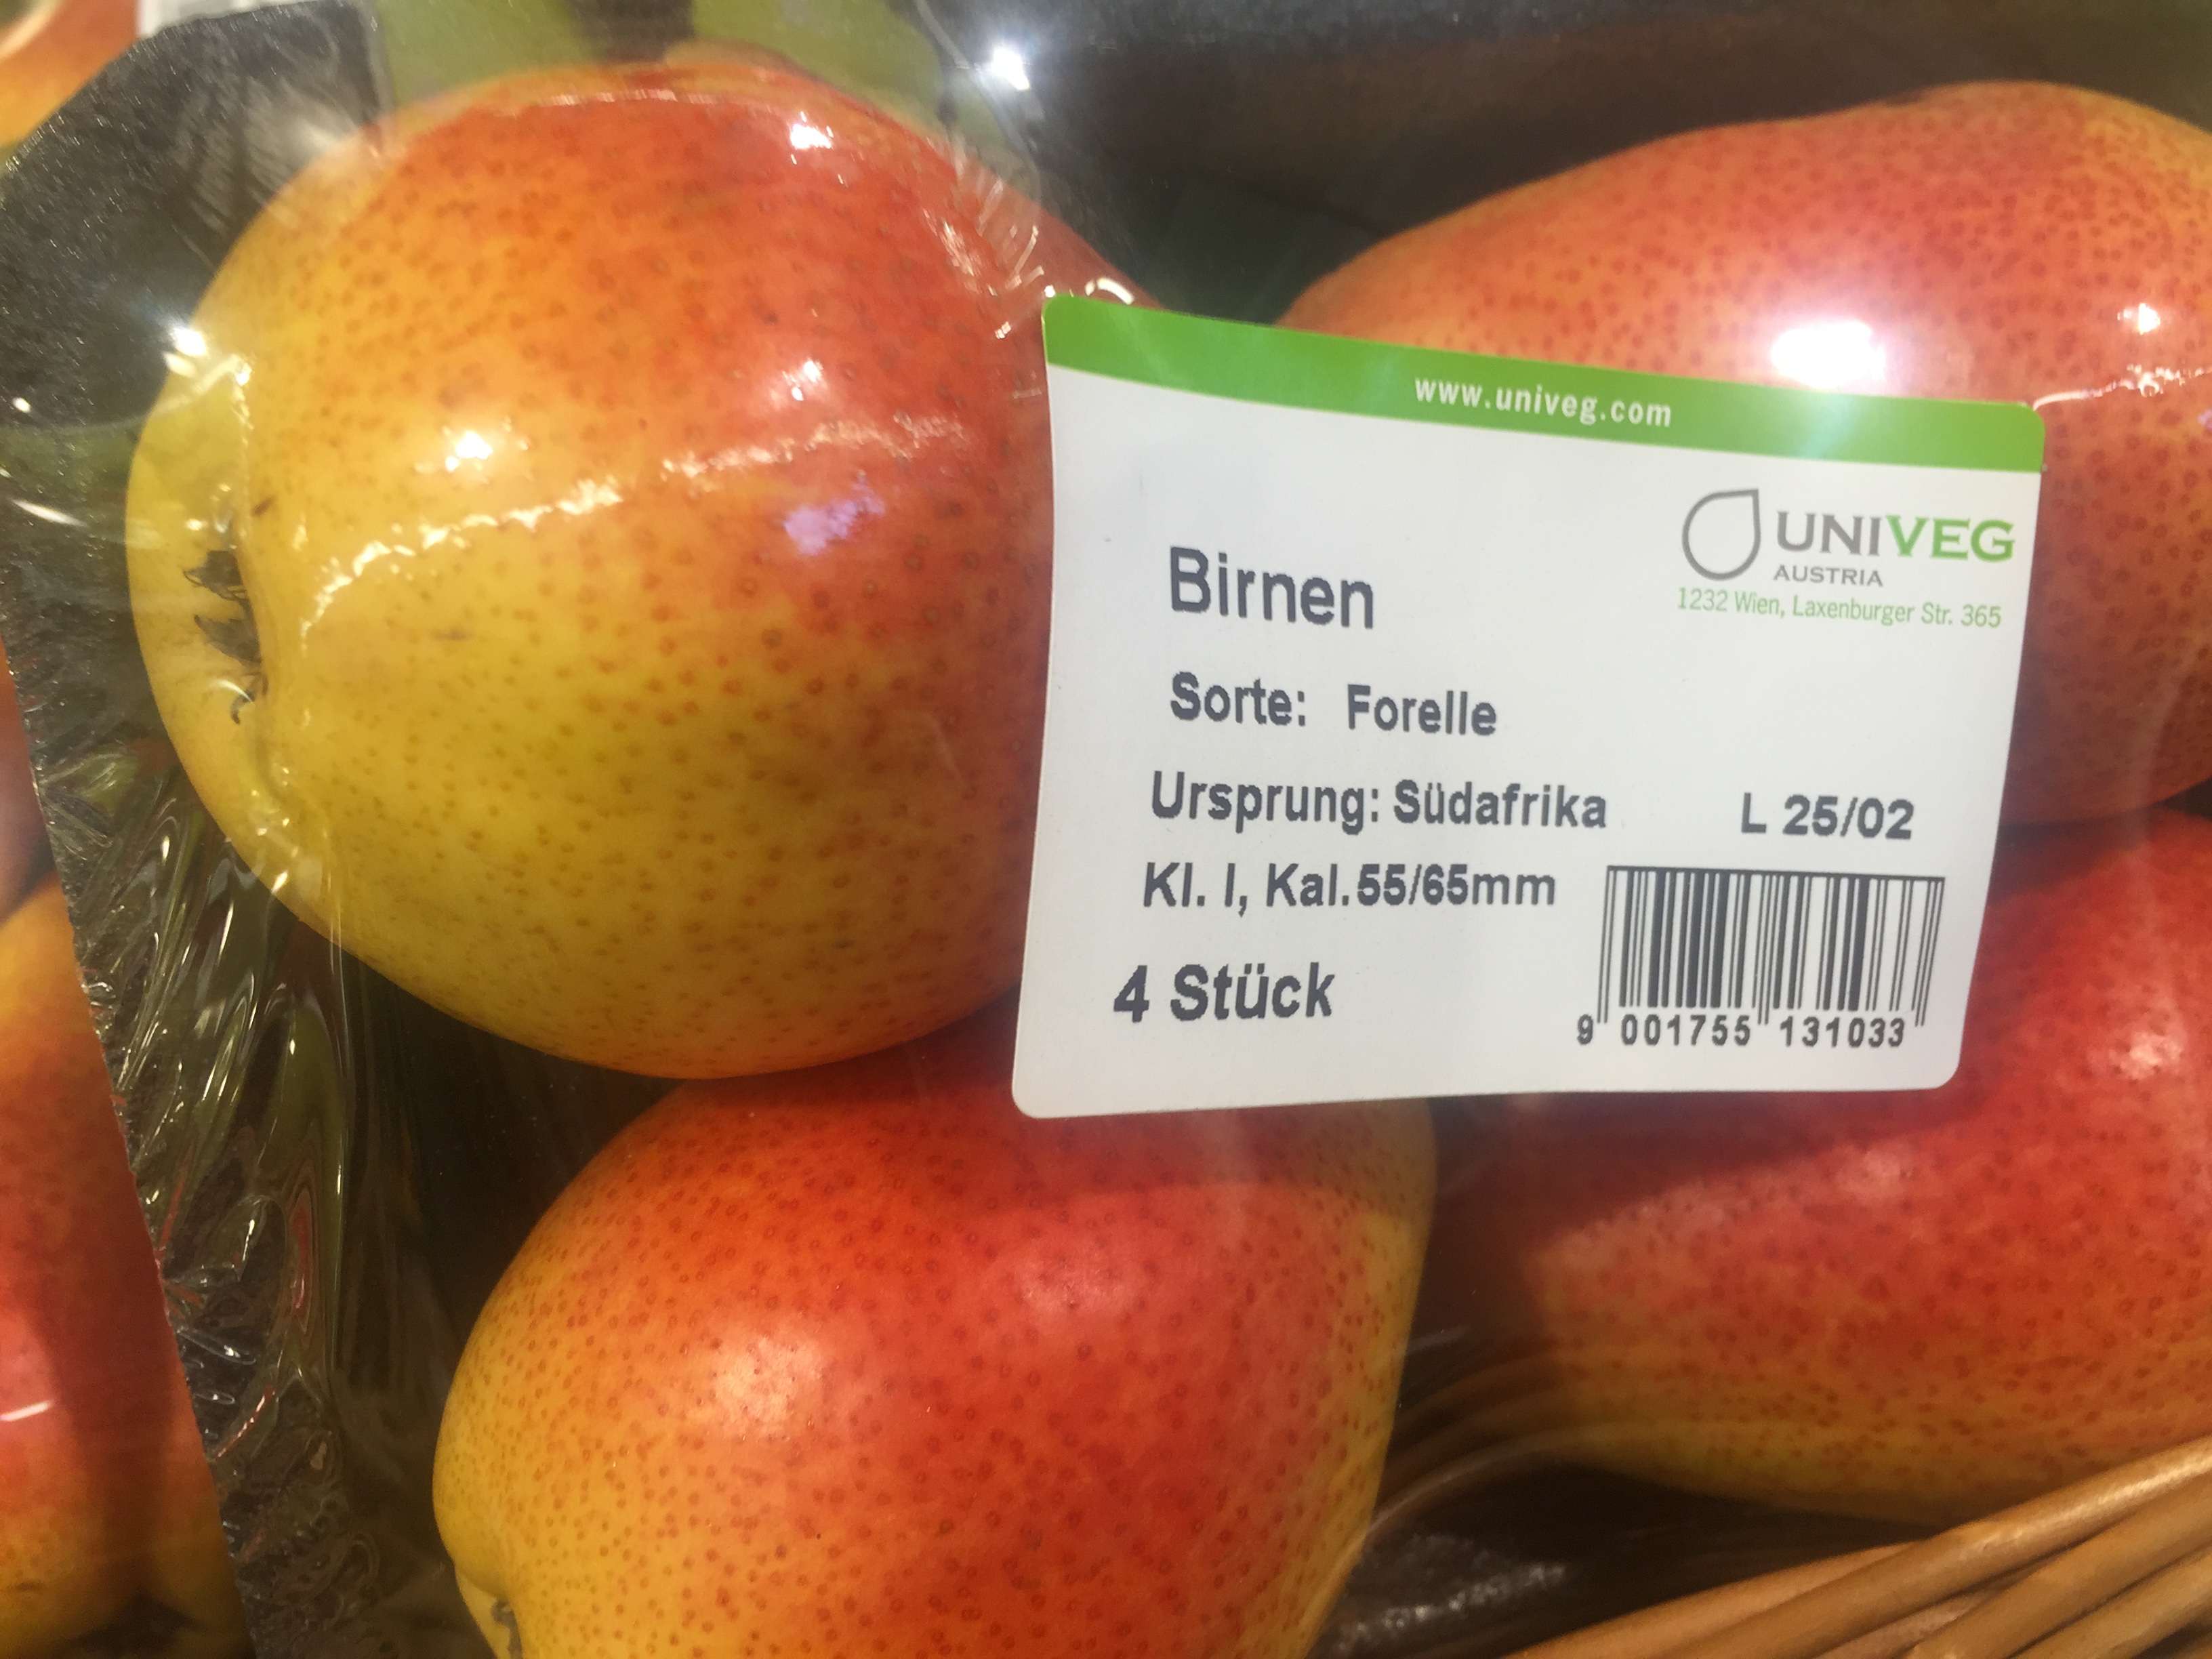 www.univeg.com
UNIVEG
AUSTRIA
1232 Wien, Laxenburger Str. 365
Birnen
Sorte: Forelle
Ursprung: Südafrika L 25/02
Kl. I, Kal.55/65mm
4 Stück
9 001755 131033